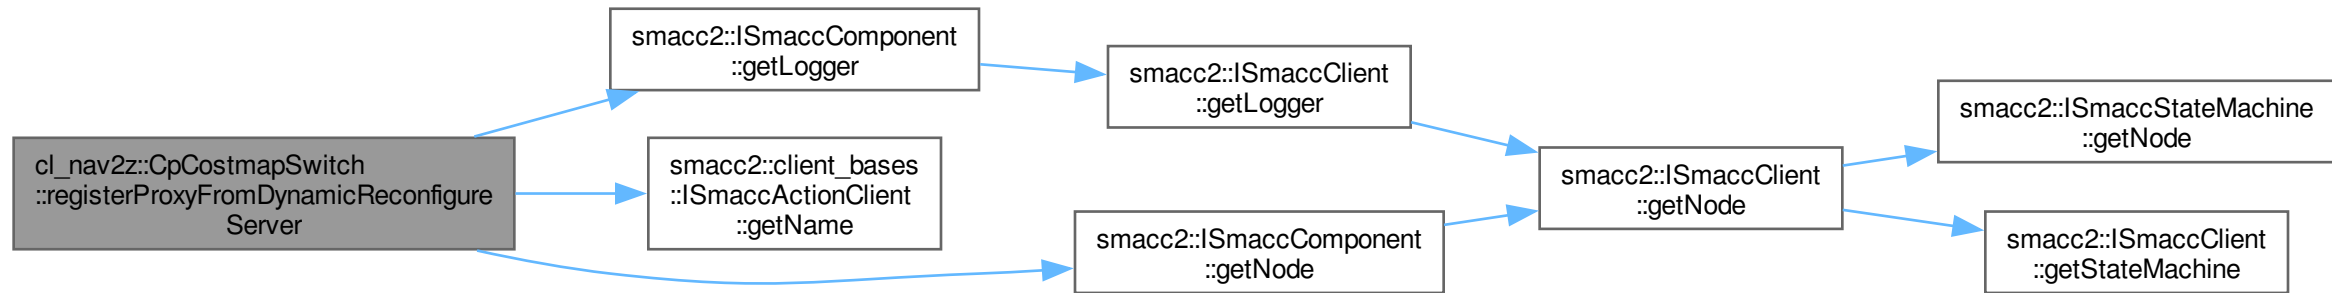 cl_nav2z::CpCostmapSwitch
::registerProxyFromDynamicReconfigure
Server
smacc2::ISmaccComponent
::getLogger
smacc2::client_bases
::ISmaccActionClient
::getName
smacc2::ISmaccComponent
::getNode
smacc2::ISmaccClient
::getLogger
smacc2::ISmaccClient
::getNode
smacc2::ISmaccStateMachine
::getNode
smacc2::ISmaccClient
::getStateMachine